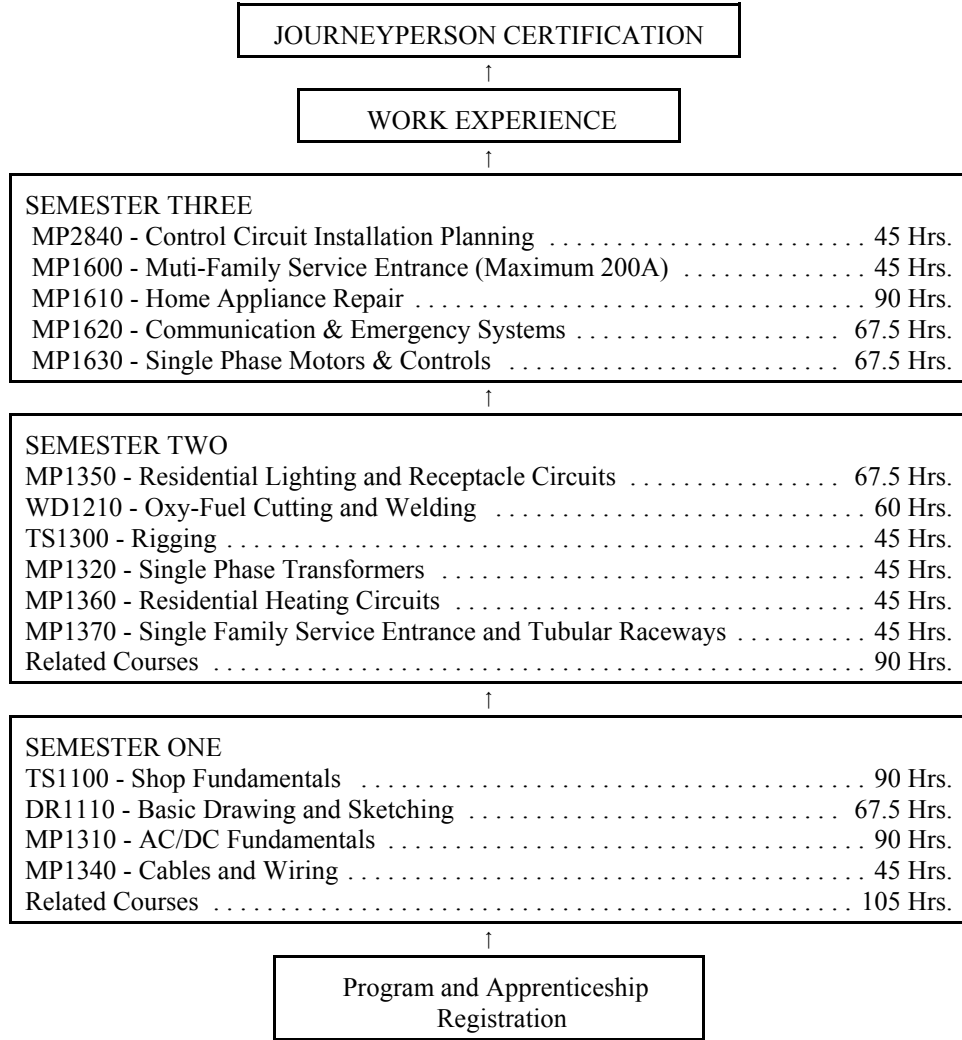 JOURNEYPERSON CERTIFICATION
↑
WORK EXPERIENCE
↑
SEMESTER THREE
MP2840 - Control Circuit Installation Planning . . . . . . . . . . . . . . . . . . . . . . . . 45 Hrs.
MP1600 - Muti-Family Service Entrance (Maximum 200A) . . . . . . . . . . . . . . 45 Hrs.
MP1610 - Home Appliance Repair . . . . . . . . . . . . . . . . . . . . . . . . . . . . . . . . . . 90 Hrs.
MP1620 - Communication & Emergency Systems . . . . . . . . . . . . . . . . . . . . . 67.5 Hrs.
MP1630 - Single Phase Motors & Controls . . . . . . . . . . . . . . . . . . . . . . . . . 67.5 Hrs.
↑
SEMESTER TWO
MP1350 - Residential Lighting and Receptacle Circuits . . . . . . . . . . . . . . . . . 67.5 Hrs.
WD1210 - Oxy-Fuel Cutting and Welding . . . . . . . . . . . . . . . . . . . . . . . . . . . . 60 Hrs.
TS1300 - Rigging . . . . . . . . . . . . . . . . . . . . . . . . . . . . . . . . . . . . . . . . . . . . . . . . 45 Hrs.
MP1320 - Single Phase Transformers . . . . . . . . . . . . . . . . . . . . . . . . . . . . . . . . 45 Hrs.
MP1360 - Residential Heating Circuits . . . . . . . . . . . . . . . . . . . . . . . . . . . . . . . 45 Hrs.
MP1370 - Single Family Service Entrance and Tubular Raceways . . . . . . . . . . 45 Hrs.
Related Courses . . . . . . . . . . . . . . . . . . . . . . . . . . . . . . . . . . . . . . . . . . . . . . . . . 90 Hrs.
↑
SEMESTER ONE
TS1100 - Shop Fundamentals . . . . . . . . . . . . . . . . . . . . . . . . . . . . . . . . . . . . . . 90 Hrs.
DR1110 - Basic Drawing and Sketching . . . . . . . . . . . . . . . . . . . . . . . . . . . . . 67.5 Hrs.
MP1310 - AC/DC Fundamentals . . . . . . . . . . . . . . . . . . . . . . . . . . . . . . . . . . . . 90 Hrs.
MP1340 - Cables and Wiring . . . . . . . . . . . . . . . . . . . . . . . . . . . . . . . . . . . . . . . 45 Hrs.
Related Courses . . . . . . . . . . . . . . . . . . . . . . . . . . . . . . . . . . . . . . . . . . . . . . . . 105 Hrs.
↑
Program and Apprenticeship
Registration